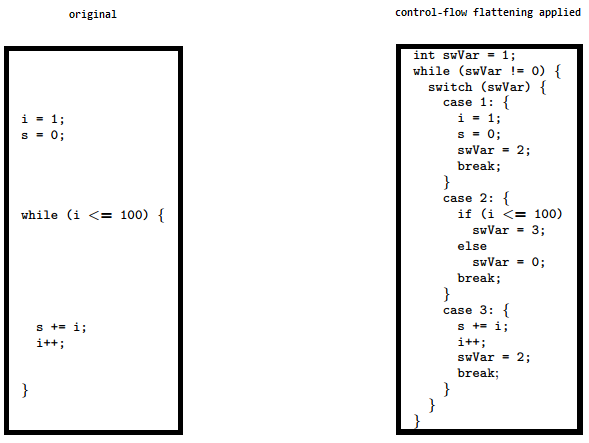 original
i = 1;
s = 0;
while (i <= 100) {
s += i;
i++;
}
control-flow flattening applied
int swVar = 1;
while (swVar != 0) {
switch (swVar) {
case 1: {
i = 1;
s = 0;
swVar = 2;
break;
}
case 2: {
if (i <= 100)
swVar = 3;
else
swVar = 0;
break;
}
case 3: {
s += i;
i++;
swVar = 2;
break;
}
}
}